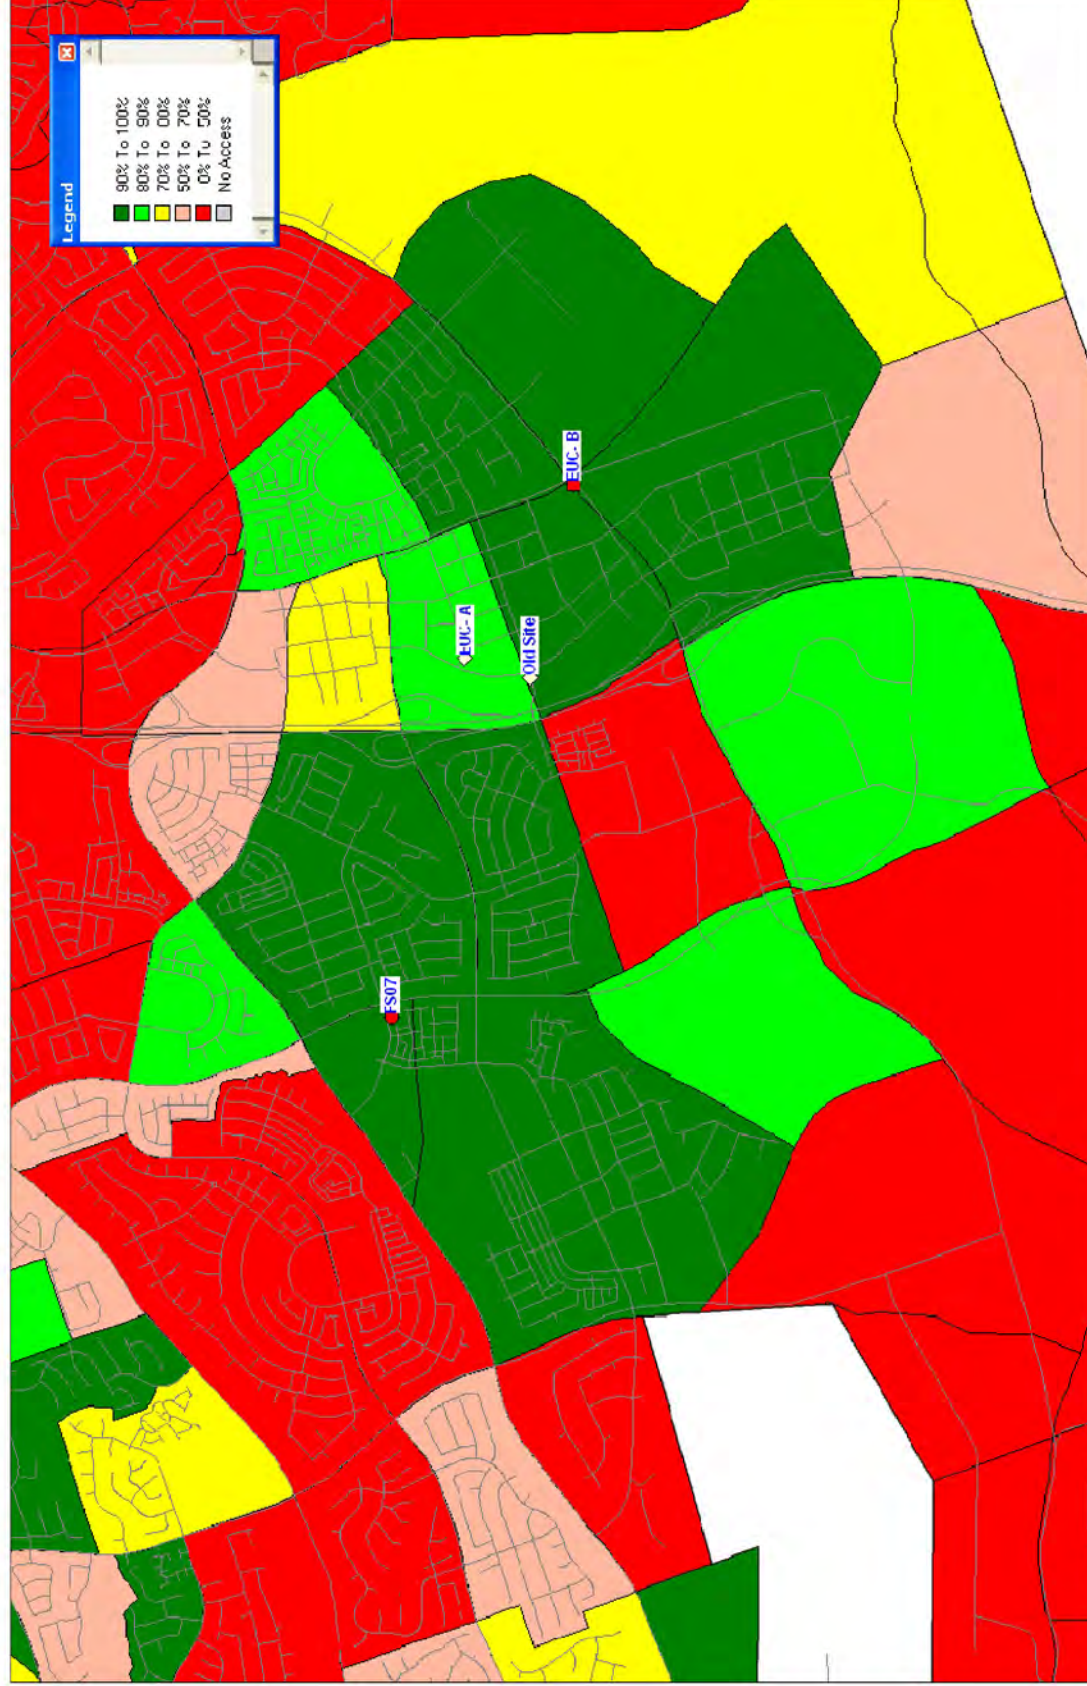 Legend
90% To 100%
80% To 90%
70% To 80%
50% To 70%
0% To 50%
No Access
EUC- B
EUC- A
Old Site
FS07